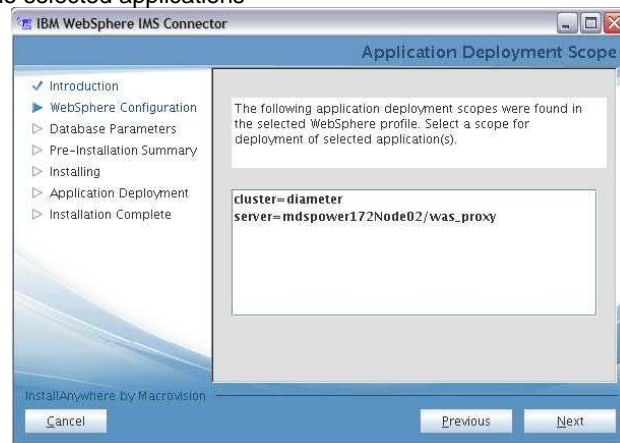 the selected applications
IBM WebSphere IMS Connector
Application Deployment Scope
Introduction
WebSphere Configuration
Database Parameters
Pre-Installation Summary
Installing
Application Deployment
Installation Complete
The following application deployment scopes were found in
the selected WebSphere profile. Select a scope for
deployment of selected application(s).
cluster=diameter
server=mdspower172Node02/was_proxy
InstallAnywhere by Macrovision
Cancel
Previous
Next